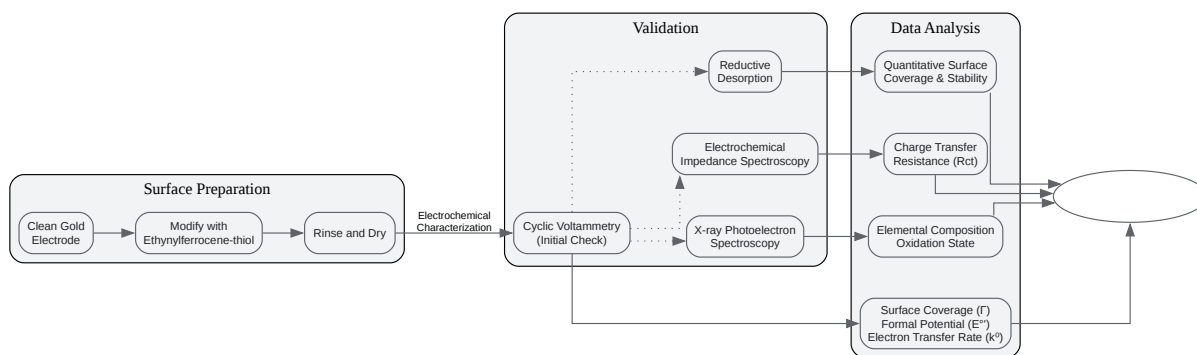 Surface Preparation
Clean Gold
Electrode
Modify with
Ethynylferrocene-thiol
Rinse and Dry
Electrochemical
Characterization
Validation
Cyclic Voltammetry
(Initial Check)
Reductive
Desorption
Electrochemical
Impedance Spectroscopy
X-ray Photoelectron
Spectroscopy
Data Analysis
Quantitative Surface
Coverage & Stability
Charge Transfer
Resistance (Rct)
Elemental Composition
Oxidation State
Surface Coverage (Γ)
Formal Potential (E°')
Electron Transfer Rate (k⁰)